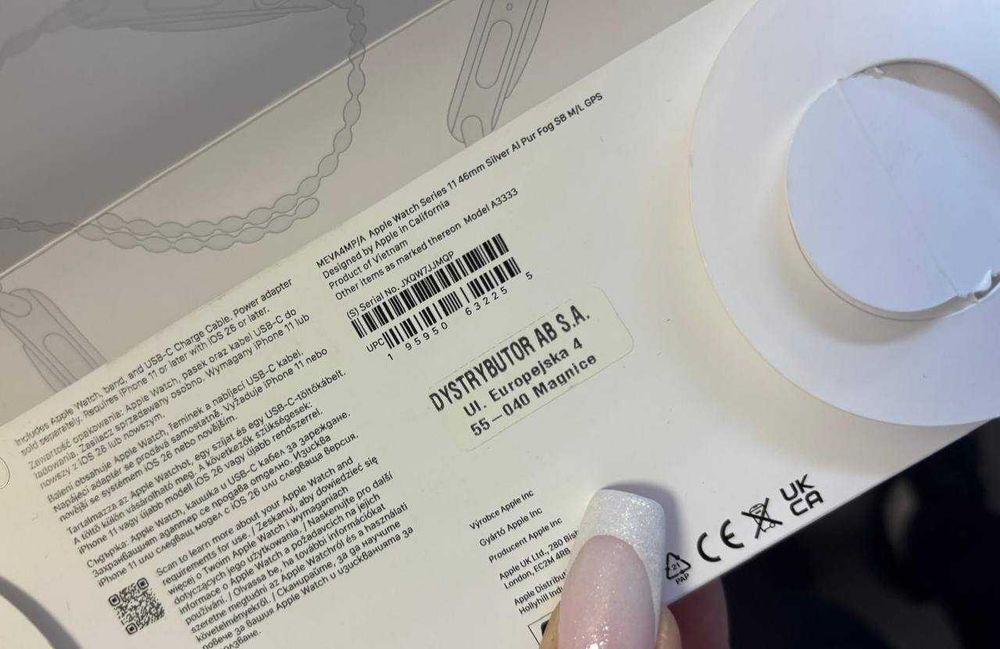 MEVA4MP/A Apple Watch Series 11 46mm Silver Al Pur Fog SB M/L GPS
Designed by Apple in California
Product of Vietnam
Other items as marked thereon Model A3333
(S) Serial No. JXQW7JJMQP
UPC
1 95950 63225 5
DYSTRYBUTOR AB S.A.
Ul. Europejska 4
55—040 Magnice
Includes Apple Watch, band, and USB-C Charge Cable. Power adapter
sold separately. Requires iPhone 11 or later with iOS 26 or later.
Zawartość opakowania: Apple Watch, pasek oraz kabel USB-C do
ładowania. Zasilacz sprzedawany osobno. Wymagany iPhone 11 lub
nowszy z iOS 26 lub nowszym.
Balení obsahuje Apple Watch, řemínek a nabíjecí USB-C kabel.
Napájecí adaptér se prodává samostatně. Vyžaduje iPhone 11 nebo
novější se systémem iOS 26 nebo novějším.
Tartalmazza az Apple Watchot, egy szíjat és egy USB-C-töltőkábelt.
A töltő külön vásárolható meg. A következők szükségesek:
iPhone 11 vagy újabb modell iOS 26 vagy újabb rendszerrel.
Съдържа: Apple Watch, каишка и USB-C кабел за зареждане.
Захранващият адаптер се продава отделно. Изисква
iPhone 11 или следващ модел с iOS 26 или следваща версия.
Scan to learn more about your Apple Watch and
requirements for use. / Zeskanuj, aby dowiedzieć się
więcej o Twoim Apple Watch i wymaganiach
dotyczących jego użytkowania. / Naskenujte pro další
informace o Apple Watch a požadavcích na jejich
používání. / Olvassa be, ha további információkat
szeretne megtudni az Apple Watchról és a használati
követelményekről. / Сканирайте, за да научите
повече за вашия Apple Watch и изискванията за
Výrobce Apple Inc
Gyártó Apple Inc
Producent Apple Inc
Apple UK Ltd., 280
London, EC2M 4RB
Apple
Hollyhill
21
PAP
CE
UK
CA